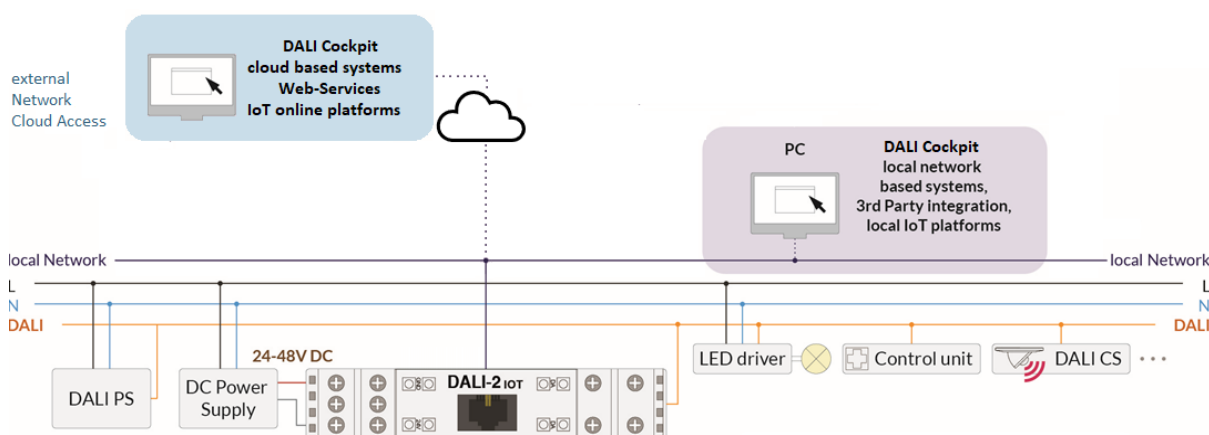 DALI Cockpit
cloud based systems
Web-Services
IoT online platforms
external
Network
Cloud Access
PC
DALI Cockpit
local network
based systems,
3rd Party integration,
local IoT platforms
local Network
local Network
L
L
N
N
DALI
DALI
24-48V DC
DALI PS
DC Power
Supply
DALI-2 IOT
LED driver
Control unit
DALI CS